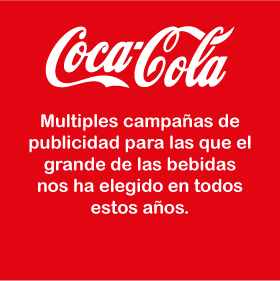 Coca-Cola
Multiples campañas de
publicidad para las que el
grande de las bebidas
nos ha elegido en todos
estos años.